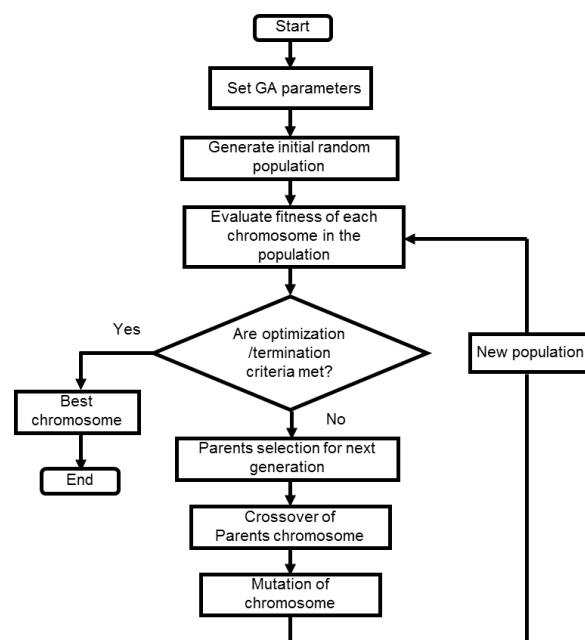 Start
Set GA parameters
Generate initial random
population
Evaluate fitness of each
chromosome in the
population
Yes
Are optimization
/termination
criteria met?
New population
Best
chromosome
No
Parents selection for next
generation
End
Crossover of
Parents chromosome
Mutation of
chromosome